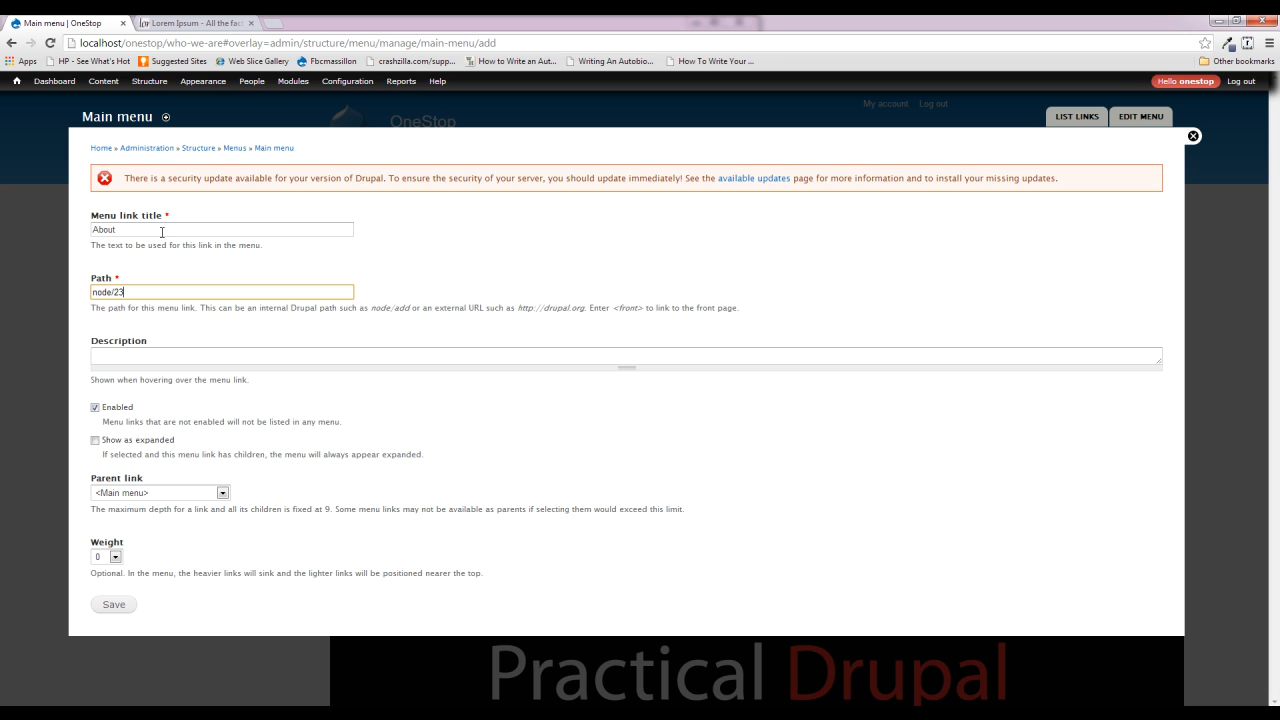 Main menu | OneStop
Lorem Ipsum - All the fac
localhost/onestop/who-we-are#overlay=admin/structure/menu/manage/main-menu/add
Apps HP - See What's Hot Suggested Sites Web Slice Gallery Fbcmassillon crashzilla.com/supp... How to Write an Aut... Writing An Autobio... How To Write Your ... Other bookmarks
Dashboard Content Structure Appearance People Modules Configuration Reports Help Hello onestop Log out
My account Log out
OneStop
Main menu
LIST LINKS EDIT MENU
Home » Administration » Structure » Menus » Main menu
There is a security update available for your version of Drupal. To ensure the security of your server, you should update immediately! See the available updates page for more information and to install your missing updates.
Menu link title *
About
The text to be used for this link in the menu.
Path *
node/23
The path for this menu link. This can be an internal Drupal path such as node/add or an external URL such as http://drupal.org. Enter <front> to link to the front page.
Description
Shown when hovering over the menu link.
Enabled
Menu links that are not enabled will not be listed in any menu.
Show as expanded
If selected and this menu link has children, the menu will always appear expanded.
Parent link
<Main menu>
The maximum depth for a link and all its children is fixed at 9. Some menu links may not be available as parents if selecting them would exceed this limit.
Weight
0
Optional. In the menu, the heavier links will sink and the lighter links will be positioned nearer the top.
Save
Practical Drupal